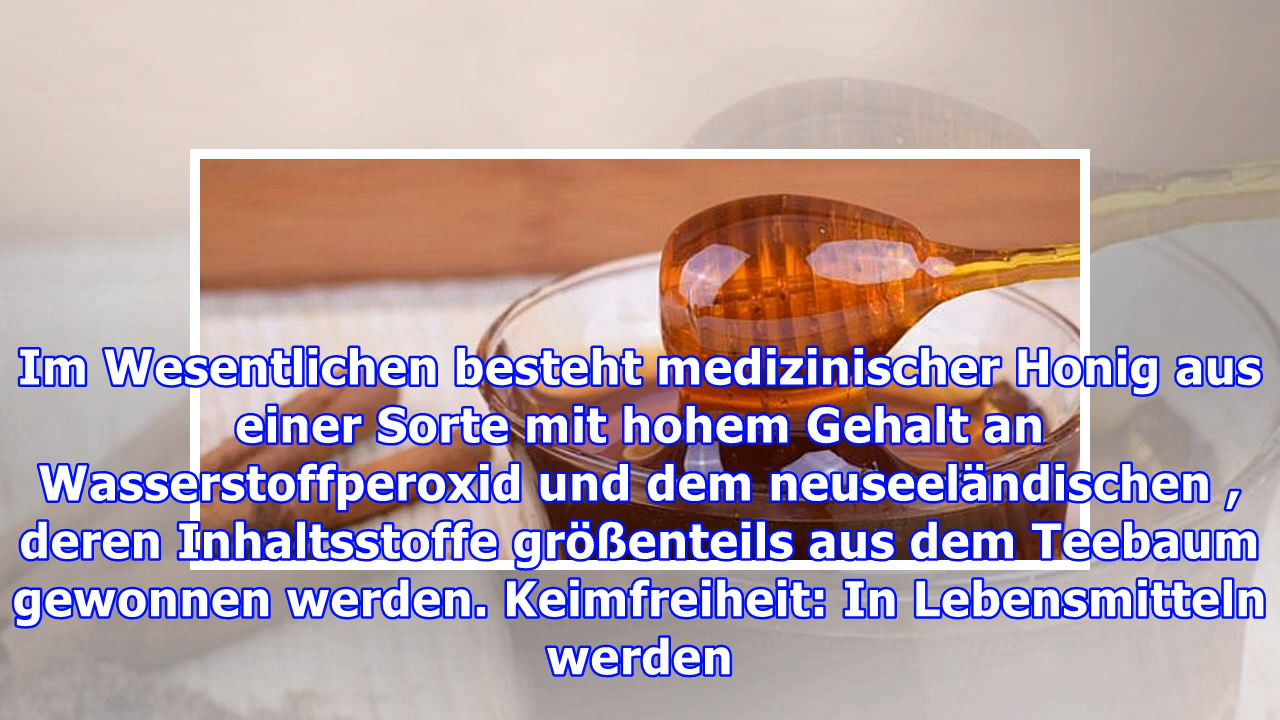 Im Wesentlichen besteht medizinischer Honig aus
einer Sorte mit hohem Gehalt an
Wasserstoffperoxid und dem neuseeländischen ,
deren Inhaltsstoffe größenteils aus dem Teebaum
gewonnen werden. Keimfreiheit: In Lebensmitteln
werden